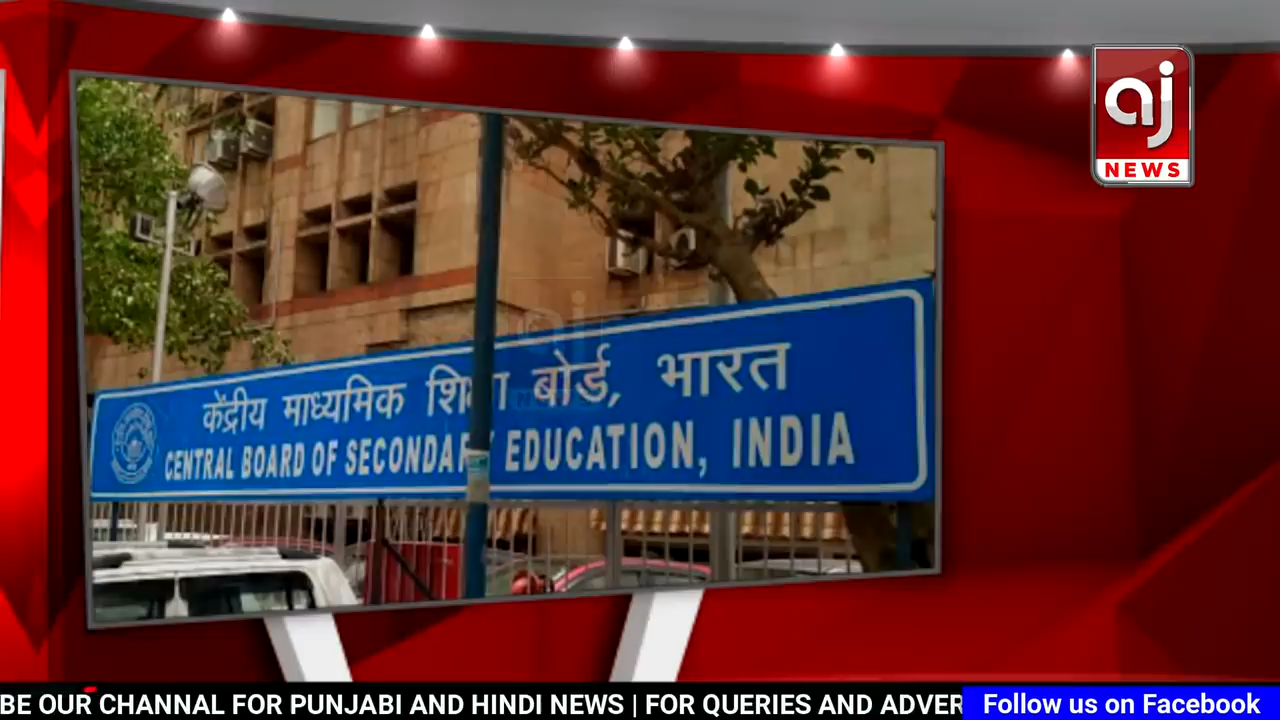 aj
NEWS
केंद्रीय माध्यमिक शिक्षा बोर्ड, भारत
CENTRAL BOARD OF SECONDARY EDUCATION, INDIA
BE OUR CHANNAL FOR PUNJABI AND HINDI NEWS | FOR QUERIES AND ADVER
Follow us on Facebook